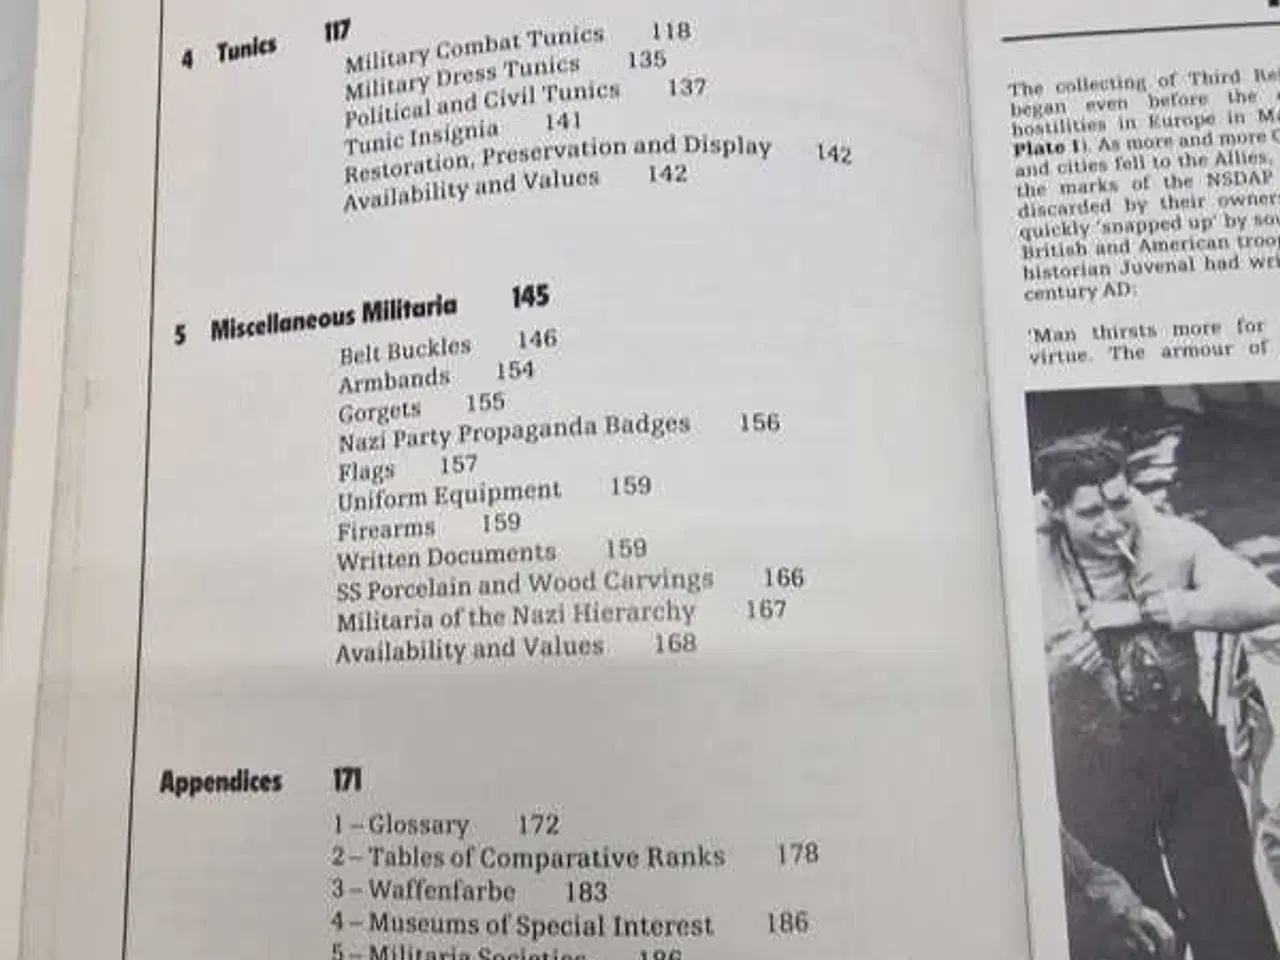 4 Tunics 117
Military Combat Tunics 118
Military Dress Tunics 135
Political and Civil Tunics 137
Tunic Insignia 141
Restoration, Preservation and Display 142
Availability and Values 142
5 Miscellaneous Militaria 145
Belt Buckles 146
Armbands 154
Gorgets 155
Nazi Party Propaganda Badges 156
Flags 157
Uniform Equipment 159
Firearms 159
Written Documents 159
SS Porcelain and Wood Carvings 166
Militaria of the Nazi Hierarchy 167
Availability and Values 168
Appendices 171
1 – Glossary 172
2 – Tables of Comparative Ranks 178
3 – Waffenfarbe 183
4 – Museums of Special Interest 186
5 – Militaria Societies 186
The collecting of Third
began even before the
hostilities in Europe in
Plate 1). As more and more
and cities fell to the Allies,
the marks of the NSDAP
discarded by their
quickly 'snapped up' by
British and American
historian Juvenal had
century AD:
'Man thirsts more for
virtue. The armour of